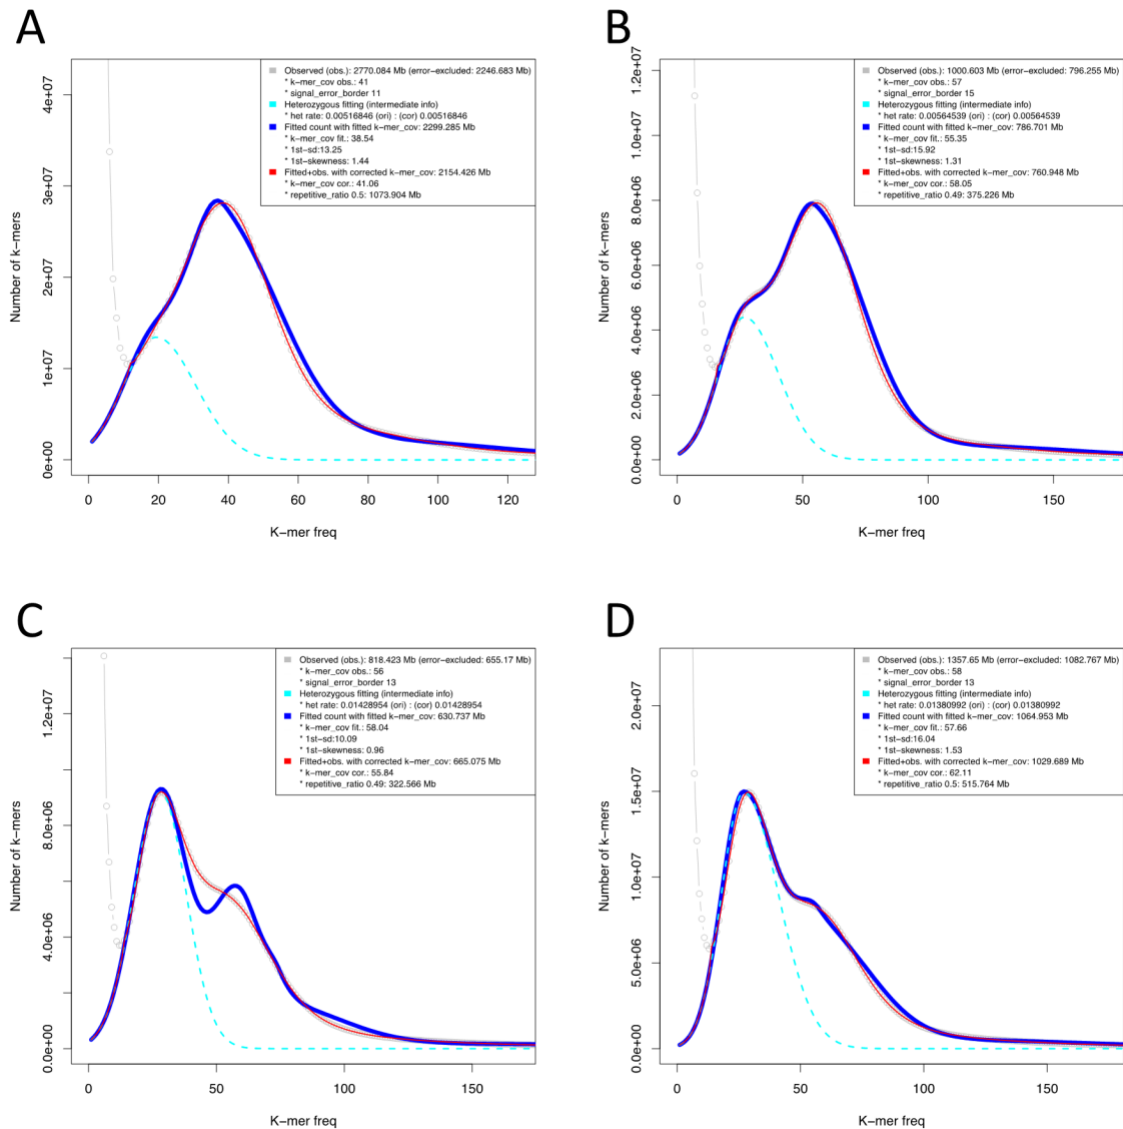 A
Observed (obs.): 2770.084 Mb (error-excluded: 2246.683 Mb)
* k-mer_cov obs.: 41
* signal_error_border 11
Heterozygous fitting (intermediate info)
* het rate: 0.00516846 (ori) : (cor) 0.00516846
Fitted count with fitted k-mer_cov: 2299.285 Mb
* k-mer_cov fit.: 38.54
* 1st-sd:13.25
* 1st-skewness: 1.44
Fitted+obs. with corrected k-mer_cov: 2154.426 Mb
* k-mer_cov cor.: 41.06
* repetitive_ratio 0.5: 1073.904 Mb
Number of k-mers
4e+07
3e+07
2e+07
1e+07
0e+00
0 20 40 60 80 100 120
K-mer freq
B
Observed (obs.): 1000.603 Mb (error-excluded: 796.255 Mb)
* k-mer_cov obs.: 57
* signal_error_border 15
Heterozygous fitting (intermediate info)
* het rate: 0.00564539 (ori) : (cor) 0.00564539
Fitted count with fitted k-mer_cov: 786.701 Mb
* k-mer_cov fit.: 55.35
* 1st-sd:15.92
* 1st-skewness: 1.31
Fitted+obs. with corrected k-mer_cov: 760.948 Mb
* k-mer_cov cor.: 58.05
* repetitive_ratio 0.49: 375.226 Mb
Number of k-mers
1.2e+07
1.0e+07
8.0e+06
6.0e+06
4.0e+06
2.0e+06
0.0e+00
0 50 100 150
K-mer freq
C
Observed (obs.): 818.423 Mb (error-excluded: 655.17 Mb)
* k-mer_cov obs.: 56
* signal_error_border 13
Heterozygous fitting (intermediate info)
* het rate: 0.01428954 (ori) : (cor) 0.01428954
Fitted count with fitted k-mer_cov: 630.737 Mb
* k-mer_cov fit.: 58.04
* 1st-sd:10.09
* 1st-skewness: 0.96
Fitted+obs. with corrected k-mer_cov: 665.075 Mb
* k-mer_cov cor.: 55.84
* repetitive_ratio 0.49: 322.566 Mb
Number of k-mers
1.2e+07
8.0e+06
4.0e+06
0.0e+00
0 50 100 150
K-mer freq
D
Observed (obs.): 1357.65 Mb (error-excluded: 1082.767 Mb)
* k-mer_cov obs.: 58
* signal_error_border 13
Heterozygous fitting (intermediate info)
* het rate: 0.01380992 (ori) : (cor) 0.01380992
Fitted count with fitted k-mer_cov: 1064.953 Mb
* k-mer_cov fit.: 57.66
* 1st-sd:16.04
* 1st-skewness: 1.53
Fitted+obs. with corrected k-mer_cov: 1029.689 Mb
* k-mer_cov cor.: 62.11
* repetitive_ratio 0.5: 515.764 Mb
Number of k-mers
2.0e+07
1.5e+07
1.0e+07
5.0e+06
0.0e+00
0 50 100 150
K-mer freq